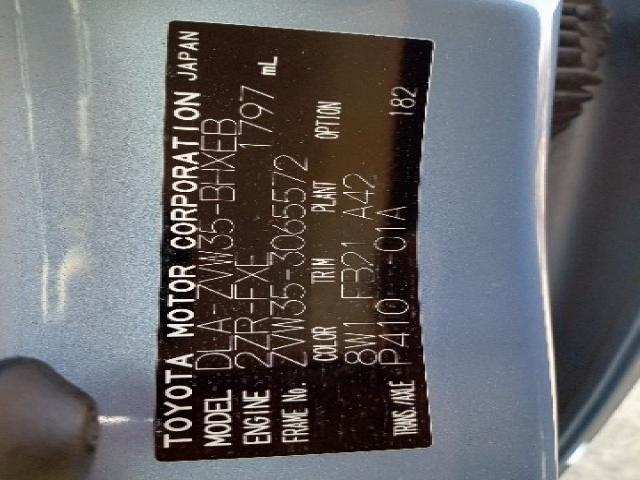 TOYOTA MOTOR CORPORATION JAPAN
MODEL DLA-ZVW35-BHXEB
ENGINE 2ZR-FXE 1797 mL
FRAME No. ZVW35-3065572
COLOR TRIM PLANT OPTION
8W1 FB21 A42
TRANS./AXLE P410 -01A 182